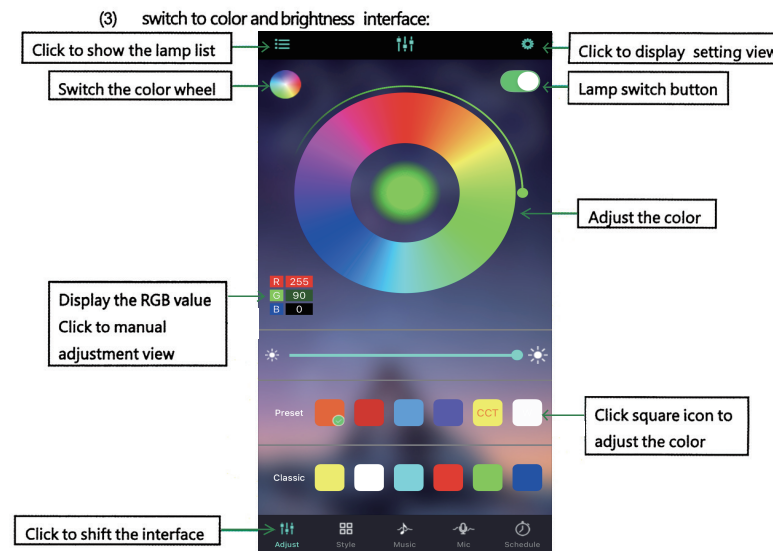 (3) switch to color and brightness interface:
Click to show the lamp list
Click to display setting view
Switch the color wheel
Lamp switch button
Adjust the color
R 255
G 90
B 0
Display the RGB value
Click to manual
adjustment view
Preset
CCT
Click square icon to
adjust the color
Classic
Click to shift the interface
Adjust
Style
Music
Mic
Schedule